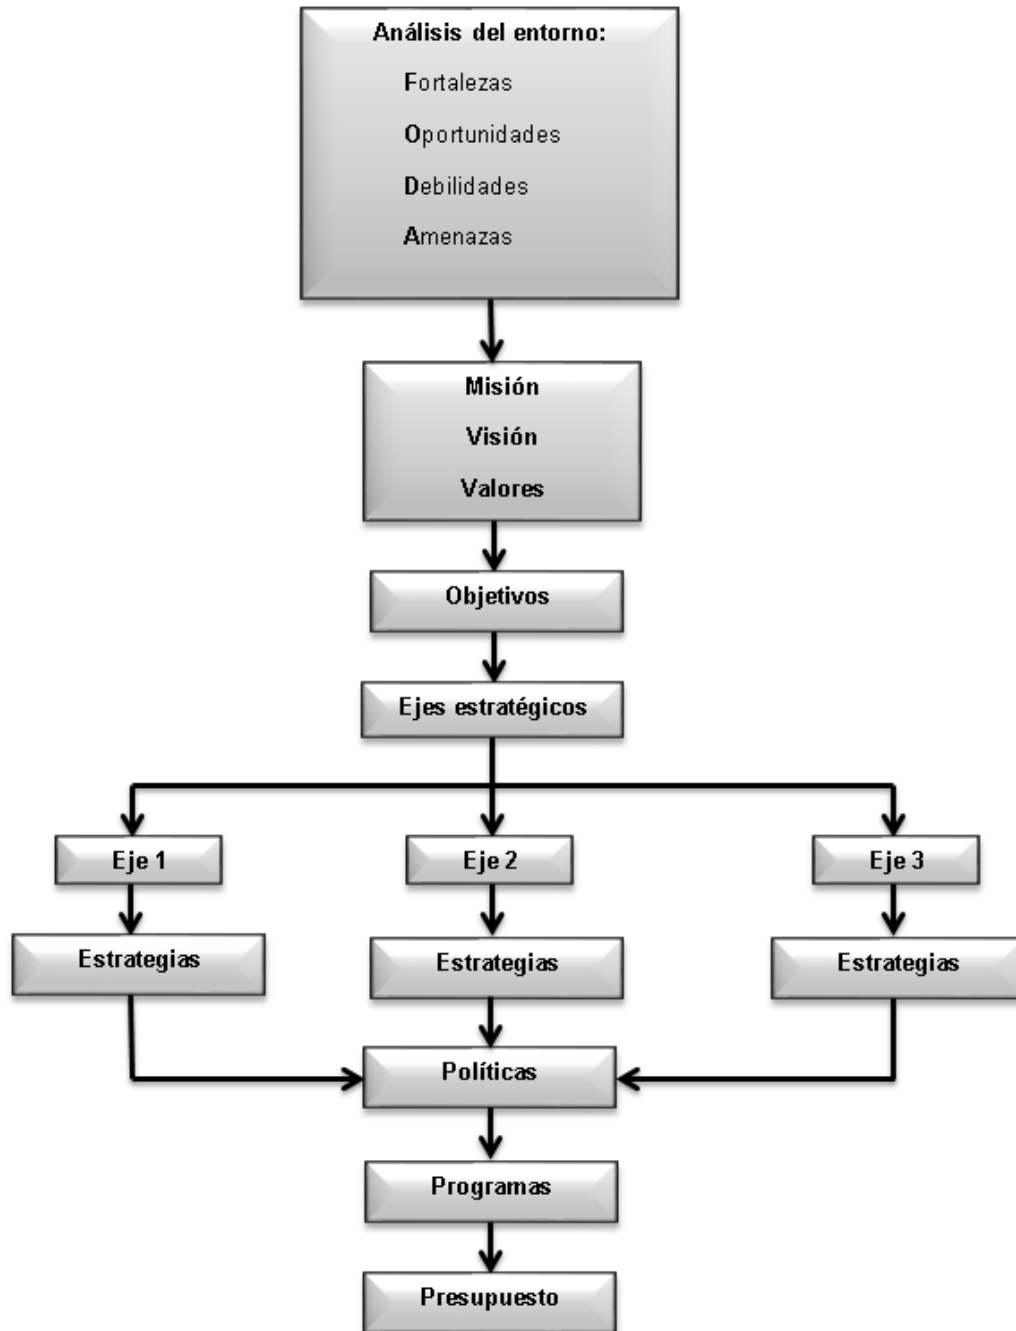 Análisis del entorno:
Fortalezas
Oportunidades
Debilidades
Amenazas
Misión
Visión
Valores
Objetivos
Ejes estratégicos
Eje 1
Eje 2
Eje 3
Estrategias
Estrategias
Estrategias
Políticas
Programas
Presupuesto